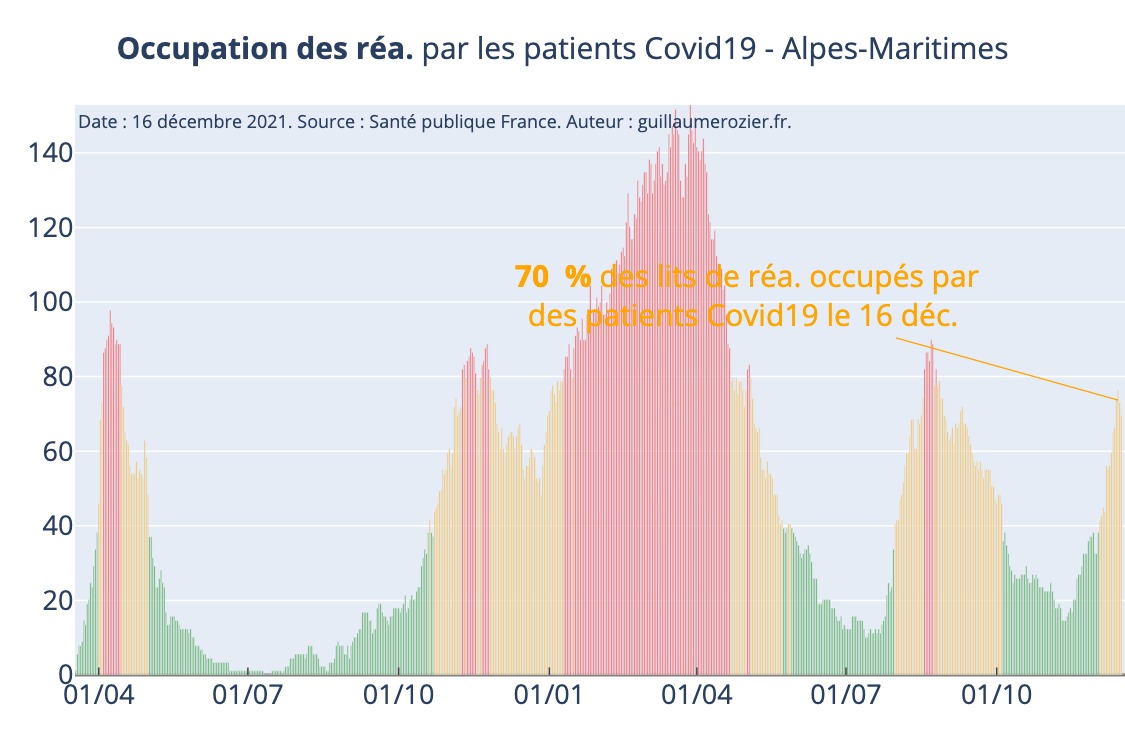 Occupation des réa. par les patients Covid19 - Alpes-Maritimes
Date : 16 décembre 2021. Source : Santé publique France. Auteur : guillaumerozier.fr.
140
120
100
80
60
40
20
0
70 % des lits de réa. occupés par
des patients Covid19 le 16 déc.
01/04 01/07 01/10 01/01 01/04 01/07 01/10